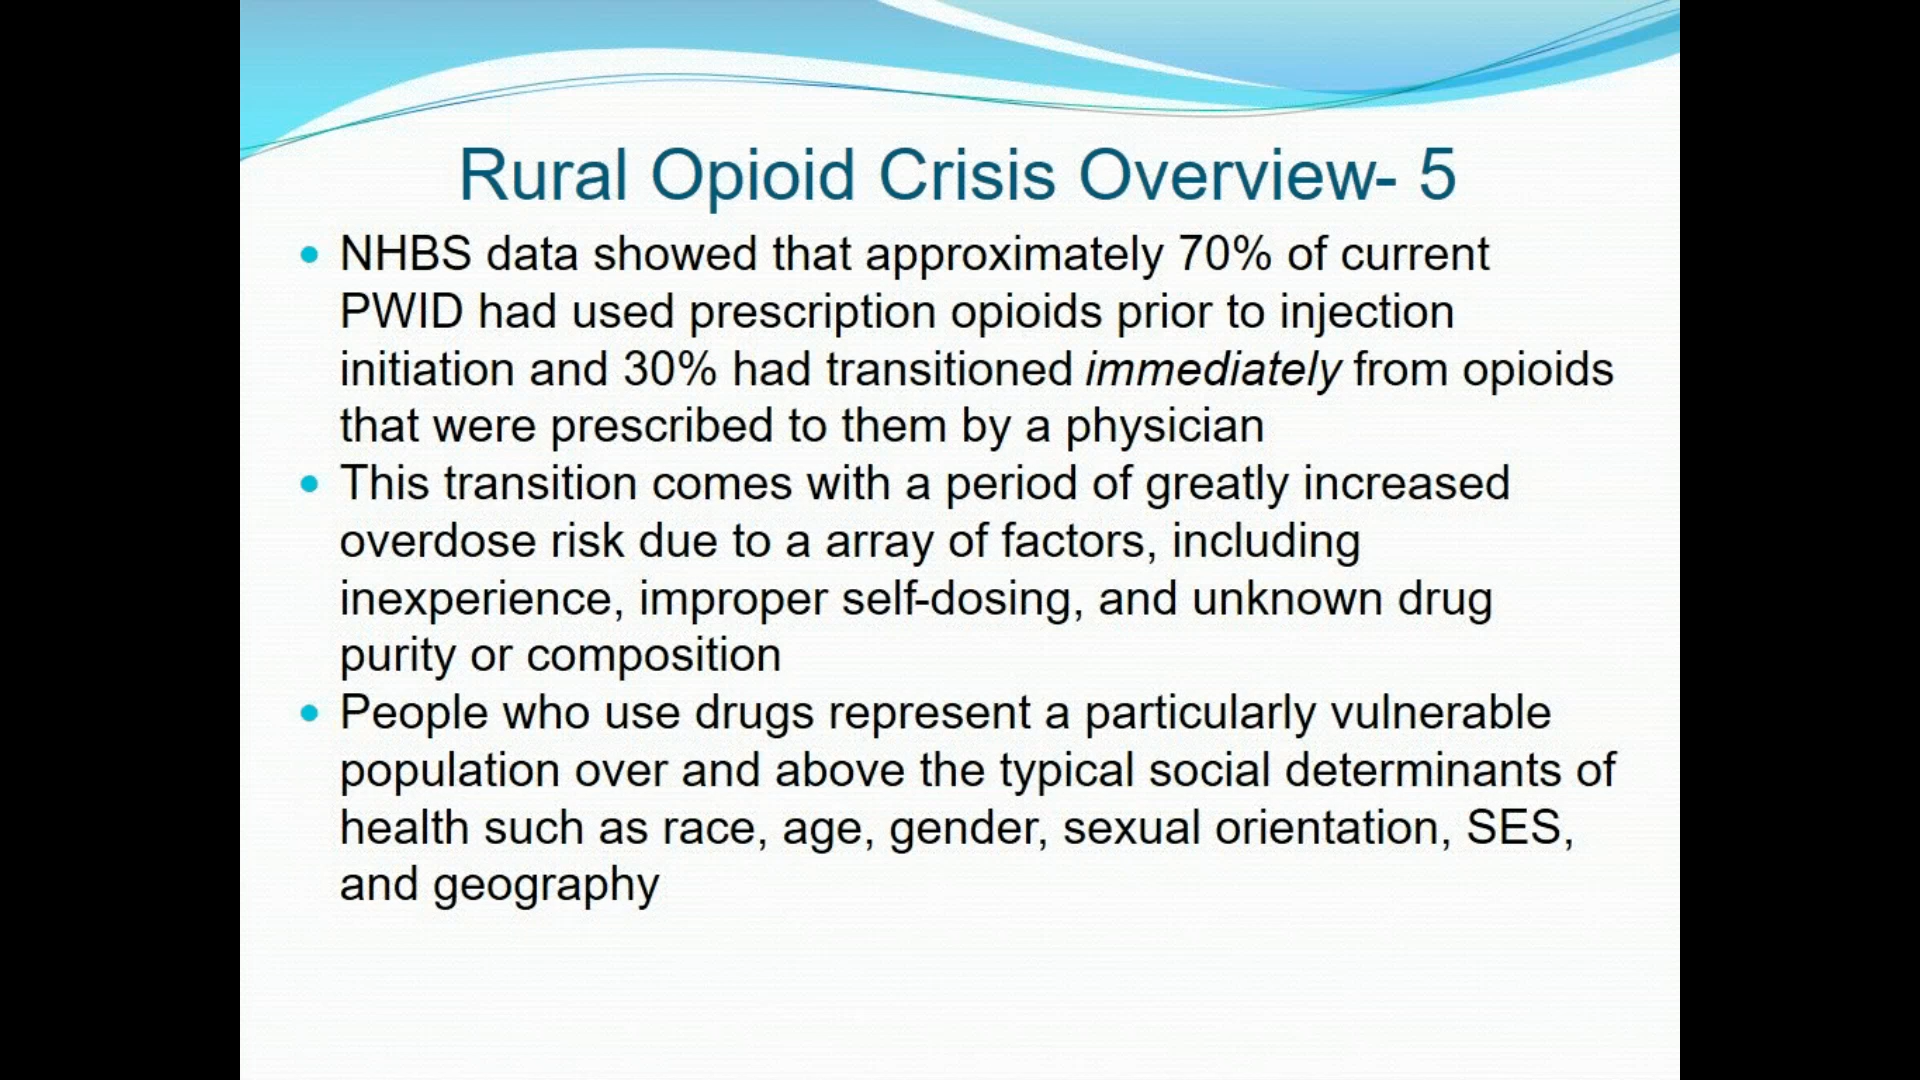 Rural Opioid Crisis Overview- 5
• NHBS data showed that approximately 70% of current
PWID had used prescription opioids prior to injection
initiation and 30% had transitioned immediately from opioids
that were prescribed to them by a physician
• This transition comes with a period of greatly increased
overdose risk due to a array of factors, including
inexperience, improper self-dosing, and unknown drug
purity or composition
• People who use drugs represent a particularly vulnerable
population over and above the typical social determinants of
health such as race, age, gender, sexual orientation, SES,
and geography